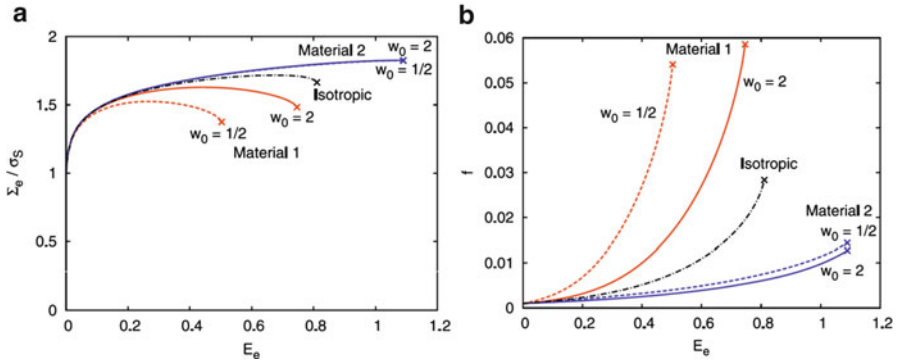 a
2
1.5
1
0.5
0
0 0.2 0.4 0.6 0.8 1 1.2
Σe / σS
Ee
Material 2
w0 = 2
w0 = 1/2
Isotropic
w0 = 2
w0 = 1/2
Material 1
b
0.06
0.05
0.04
0.03
0.02
0.01
0
0 0.2 0.4 0.6 0.8 1 1.2
f
Ee
Material 1
w0 = 1/2
w0 = 2
Isotropic
Material 2
w0 = 1/2
w0 = 2